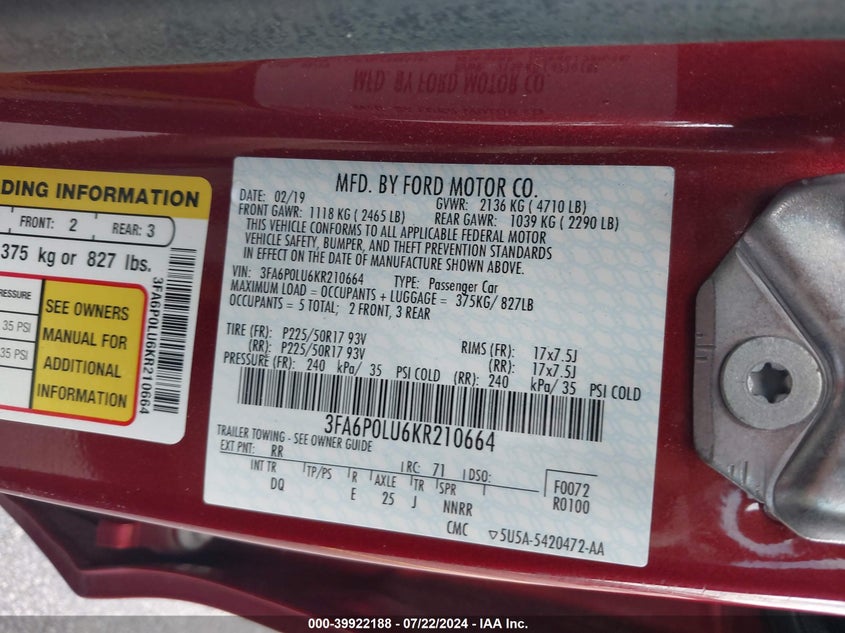 MFD. BY FORD MOTOR CO.
DING INFORMATION
FRONT: 2 REAR: 3
375 kg or 827 lbs.
RESSURE
35 PSI
35 PSI
SEE OWNERS
MANUAL FOR
ADDITIONAL
INFORMATION
3FA6P0LU6KR210664
MFD. BY FORD MOTOR CO.
DATE: 02/19 GVWR: 2136 KG ( 4710 LB)
FRONT GAWR: 1118 KG ( 2465 LB) REAR GAWR: 1039 KG ( 2290 LB)
THIS VEHICLE CONFORMS TO ALL APPLICABLE FEDERAL MOTOR
VEHICLE SAFETY, BUMPER, AND THEFT PREVENTION STANDARDS
IN EFFECT ON THE DATE OF MANUFACTURE SHOWN ABOVE.
VIN: 3FA6P0LU6KR210664 TYPE: Passenger Car
MAXIMUM LOAD = OCCUPANTS + LUGGAGE = 375KG/ 827LB
OCCUPANTS = 5 TOTAL; 2 FRONT, 3 REAR
TIRE (FR): P225/50R17 93V RIMS (FR): 17x7.5J
(RR): P225/50R17 93V (RR): 17x7.5J
PRESSURE (FR): 240 kPa/ 35 PSI COLD (RR): 240 kPa/ 35 PSI COLD
3FA6P0LU6KR210664
TRAILER TOWING - SEE OWNER GUIDE
EXT PNT: RR RC: 71 DSO:
INT TR TP/PS R AXLE TR SPR F0072
DQ E 25 J NNRR R0100
CMC ▽5U5A-5420472-AA
000-39922188 - 07/22/2024 - IAA Inc.